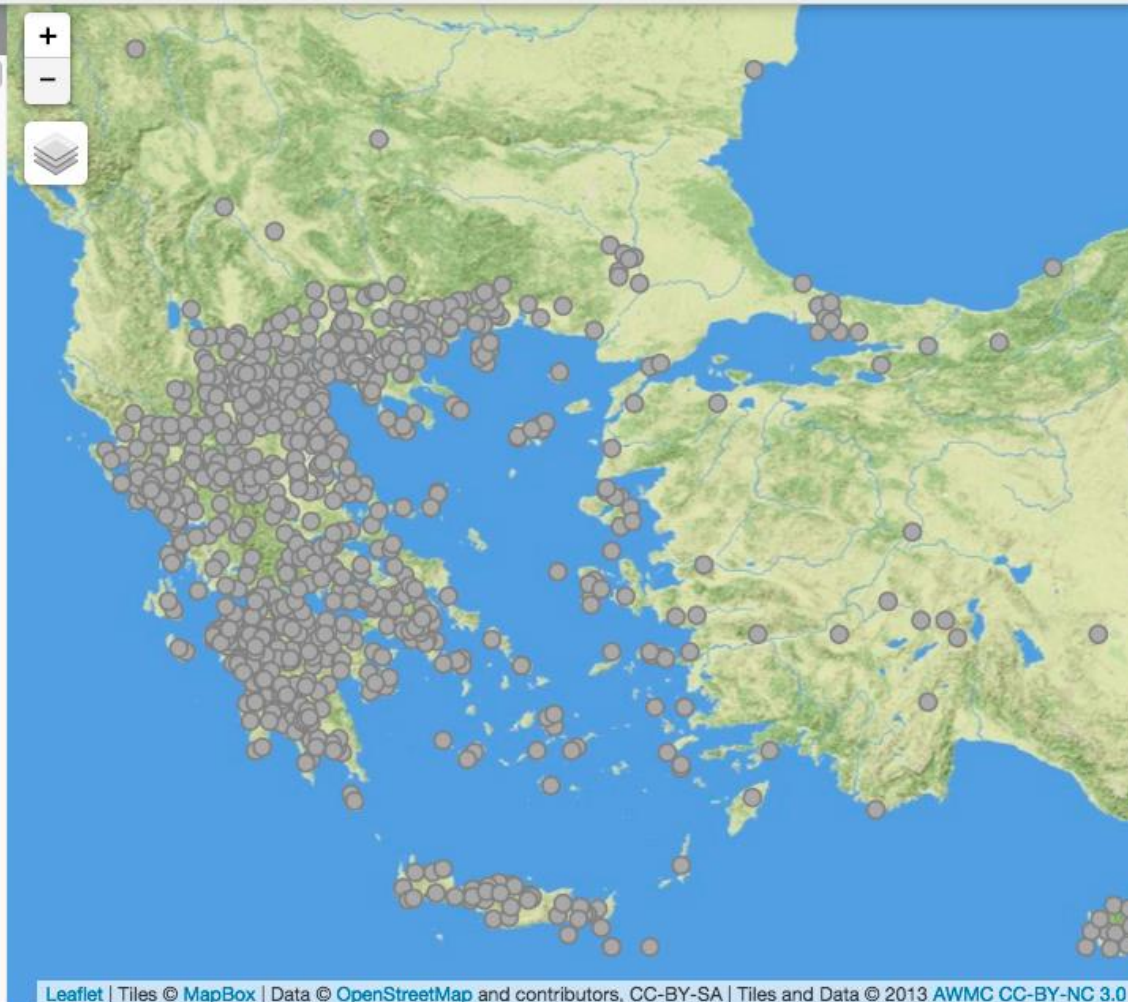 +
−
Leaflet | Tiles © MapBox | Data © OpenStreetMap and contributors, CC-BY-SA | Tiles and Data © 2013 AWMC CC-BY-NC 3.0